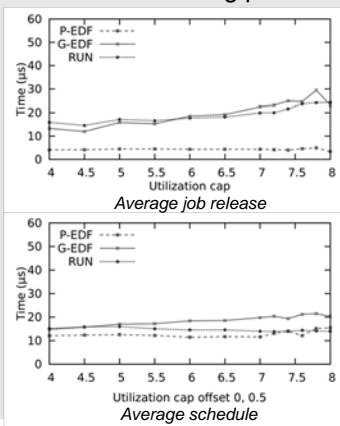 60
50
40
30
20
10
0
Time (µs)
P-EDF
G-EDF
RUN
4 4.5 5 5.5 6 6.5 7 7.5 8
Utilization cap
Average job release
60
50
40
30
20
10
0
Time (µs)
P-EDF
G-EDF
RUN
4 4.5 5 5.5 6 6.5 7 7.5 8
Utilization cap offset 0, 0.5
Average schedule